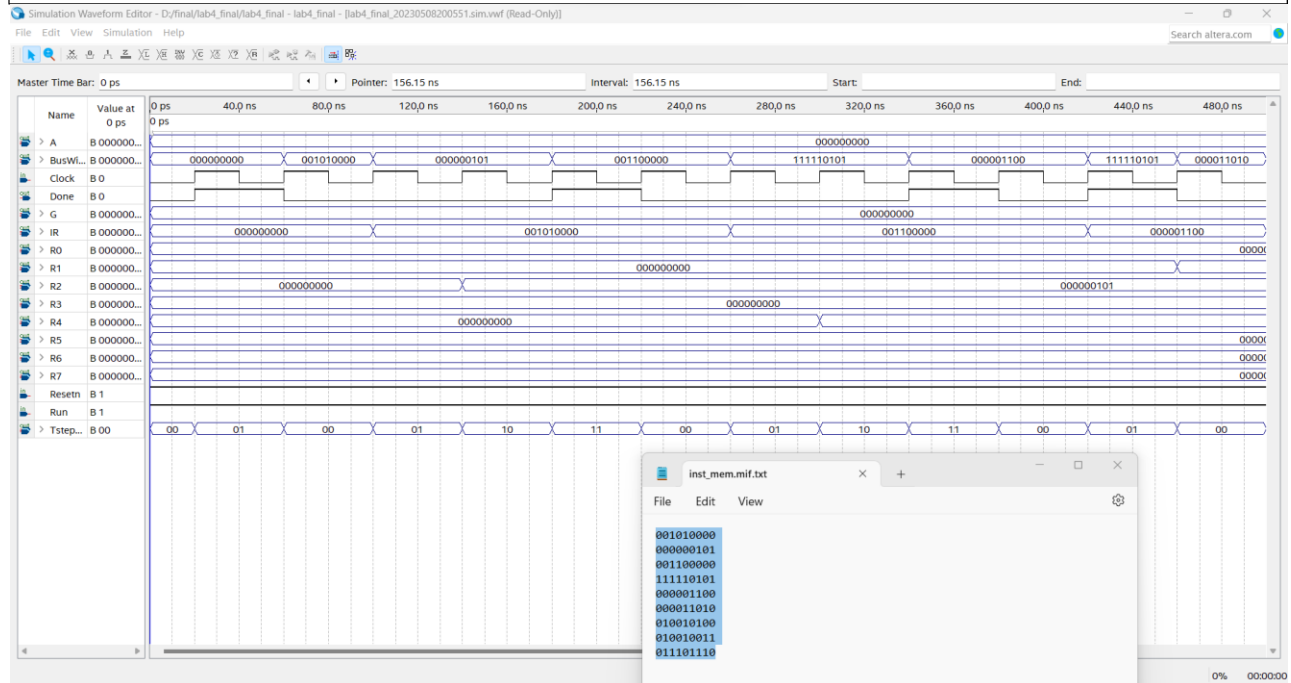 Simulation Waveform Editor - D:/final/lab4_final/lab4_final - lab4_final - [lab4_final_20230508200551.sim.vwf (Read-Only)]
File Edit View Simulation Help
Search altera.com
Master Time Bar: 0 ps
Pointer: 156.15 ns
Interval: 156.15 ns
Start:
End:
Name
Value at 0 ps
0 ps 40.0 ns 80.0 ns 120.0 ns 160.0 ns 200.0 ns 240.0 ns 280.0 ns 320.0 ns 360.0 ns 400.0 ns 440.0 ns 480.0 ns
0 ps
> A B 000000... 000000000
> BusWi... B 000000... 000000000 001010000 000000101 001100000 111110101 000001100 111110101 000011010
Clock B 0
Done B 0
> G B 000000... 000000000
> IR B 000000... 000000000 001010000 001100000 000001100
> R0 B 000000... 0000
> R1 B 000000... 000000000
> R2 B 000000... 000000000 000000101
> R3 B 000000... 000000000
> R4 B 000000... 000000000
> R5 B 000000... 0000
> R6 B 000000... 0000
> R7 B 000000... 0000
Resetn B 1
Run B 1
> Tstep... B 00 00 01 00 01 10 11 00 01 10 11 00 01 00
inst_mem.mif.txt
File Edit View
001010000
000000101
001100000
111110101
000001100
000011010
010010100
010010011
011101110
0% 00:00:00